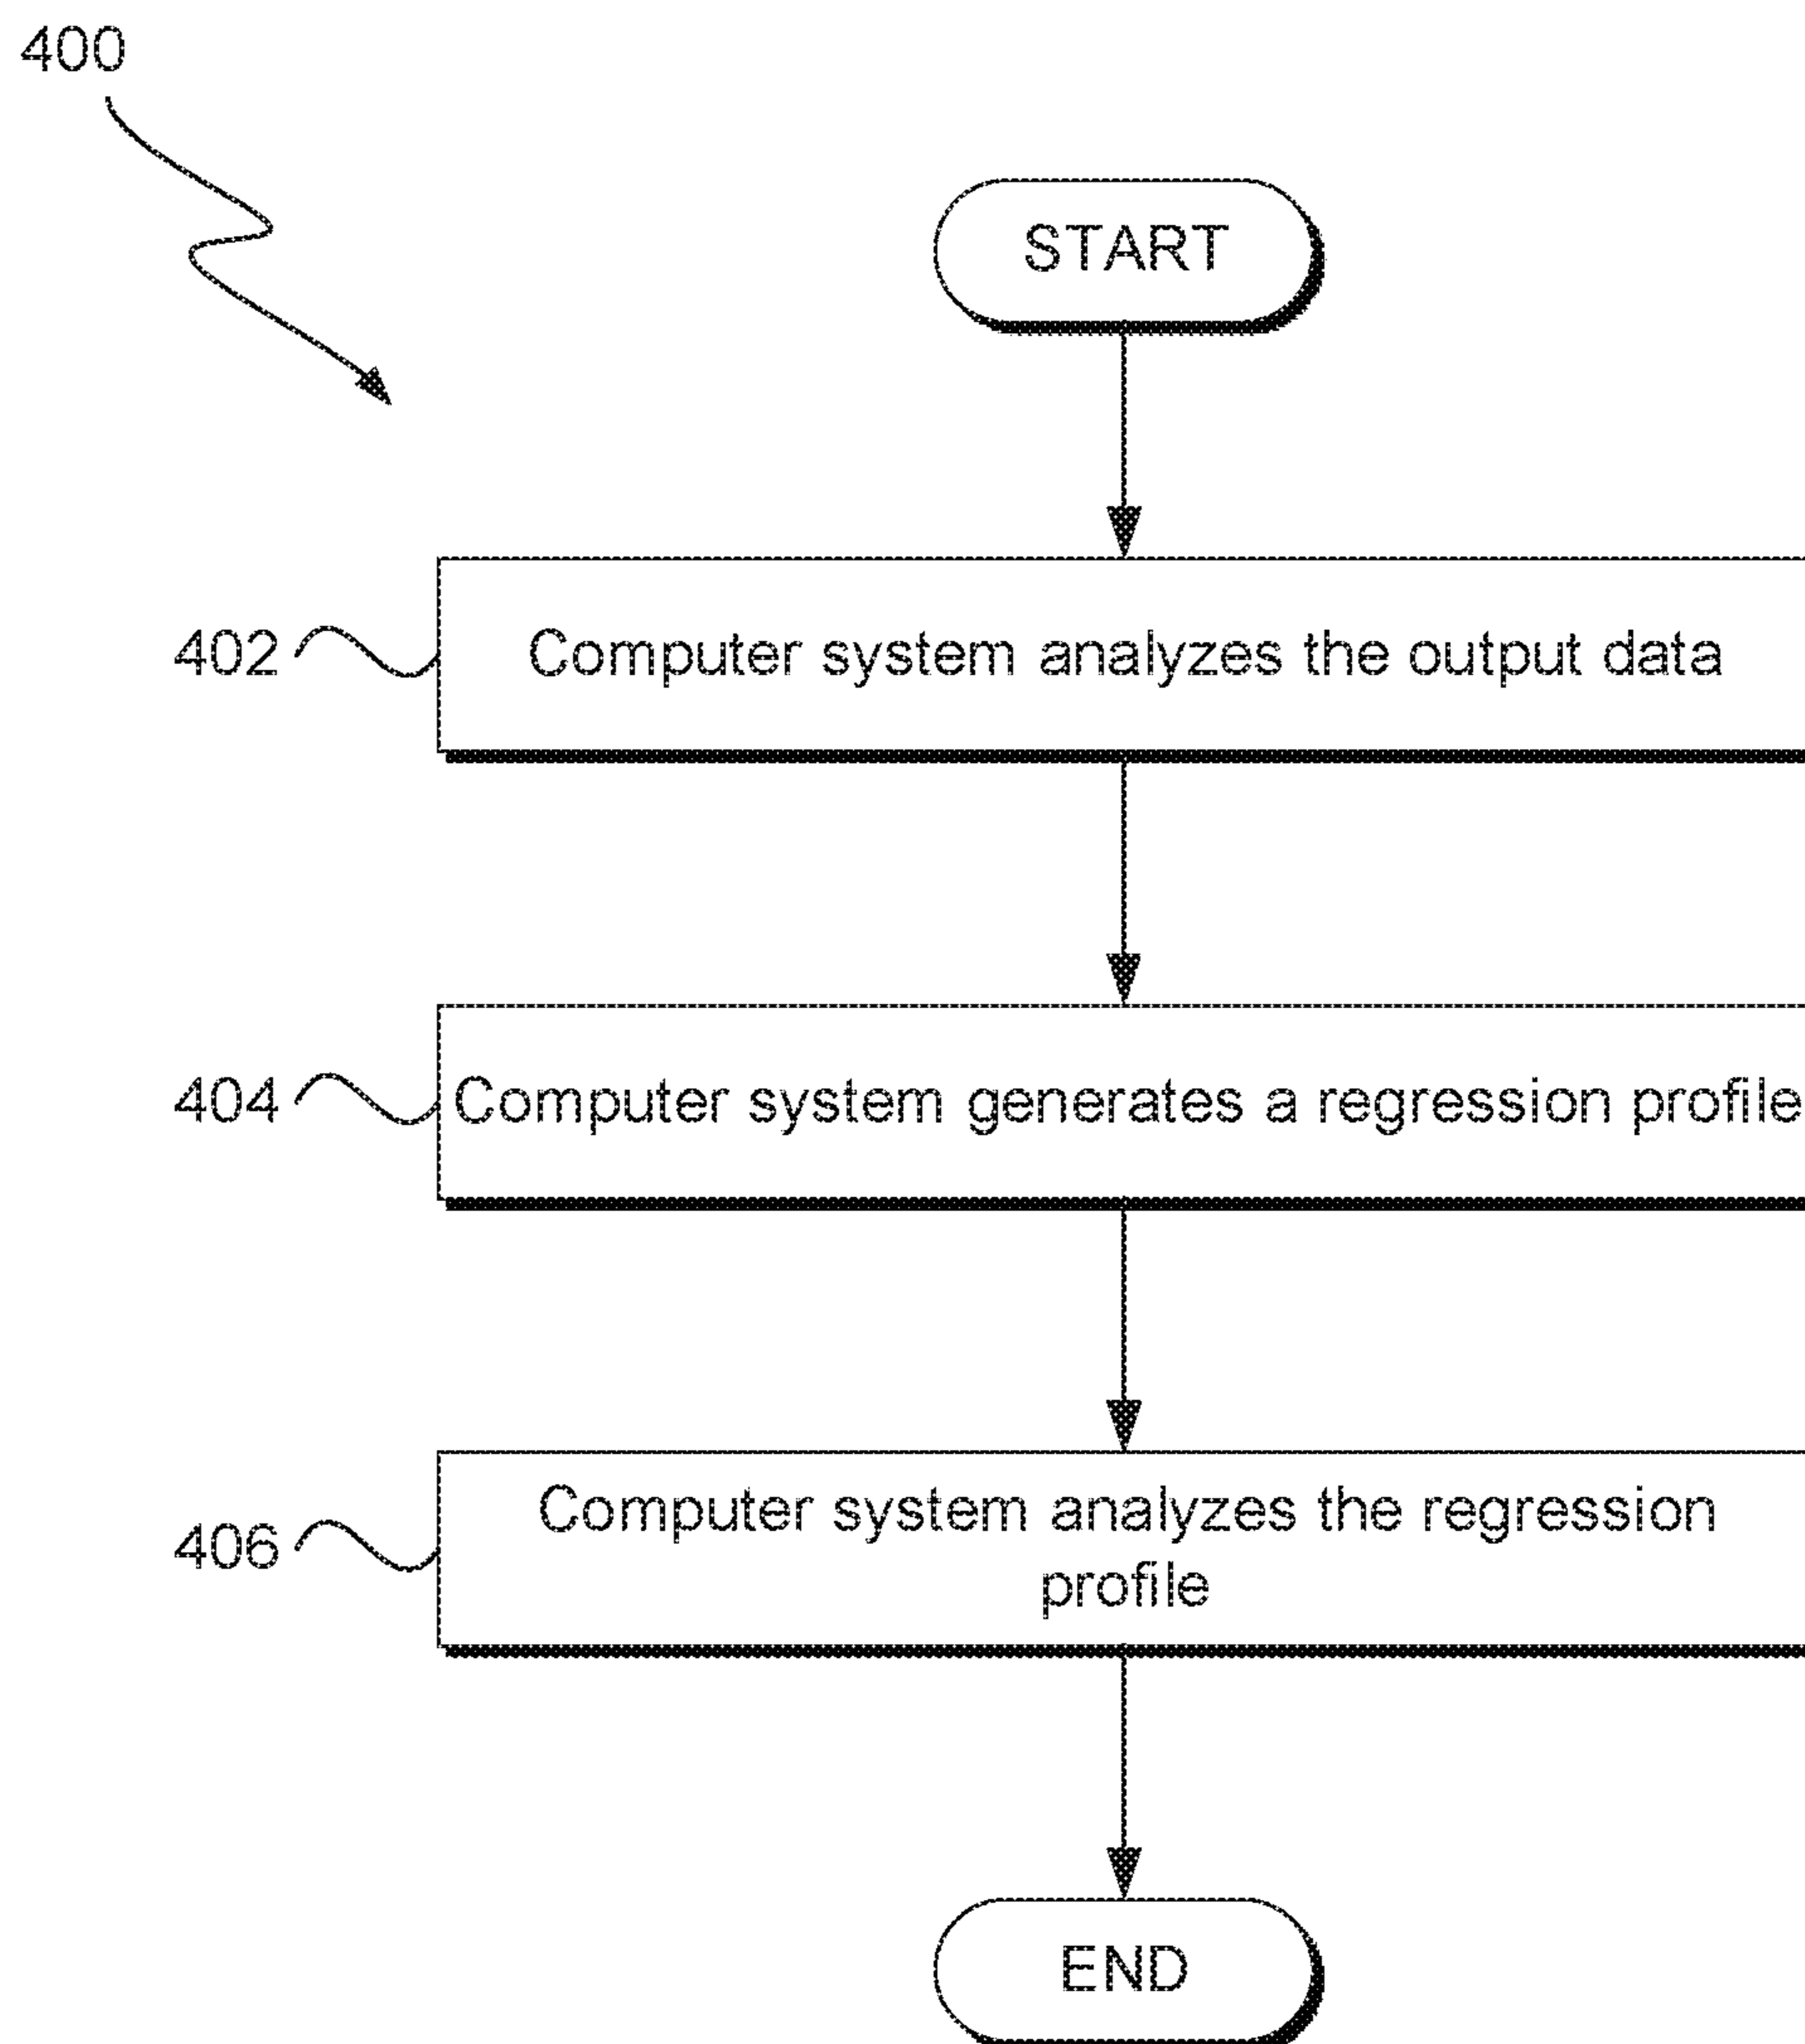 400
START
402
Computer system analyzes the output data
404
Computer system generates a regression profile
406
Computer system analyzes the regression
profile
END